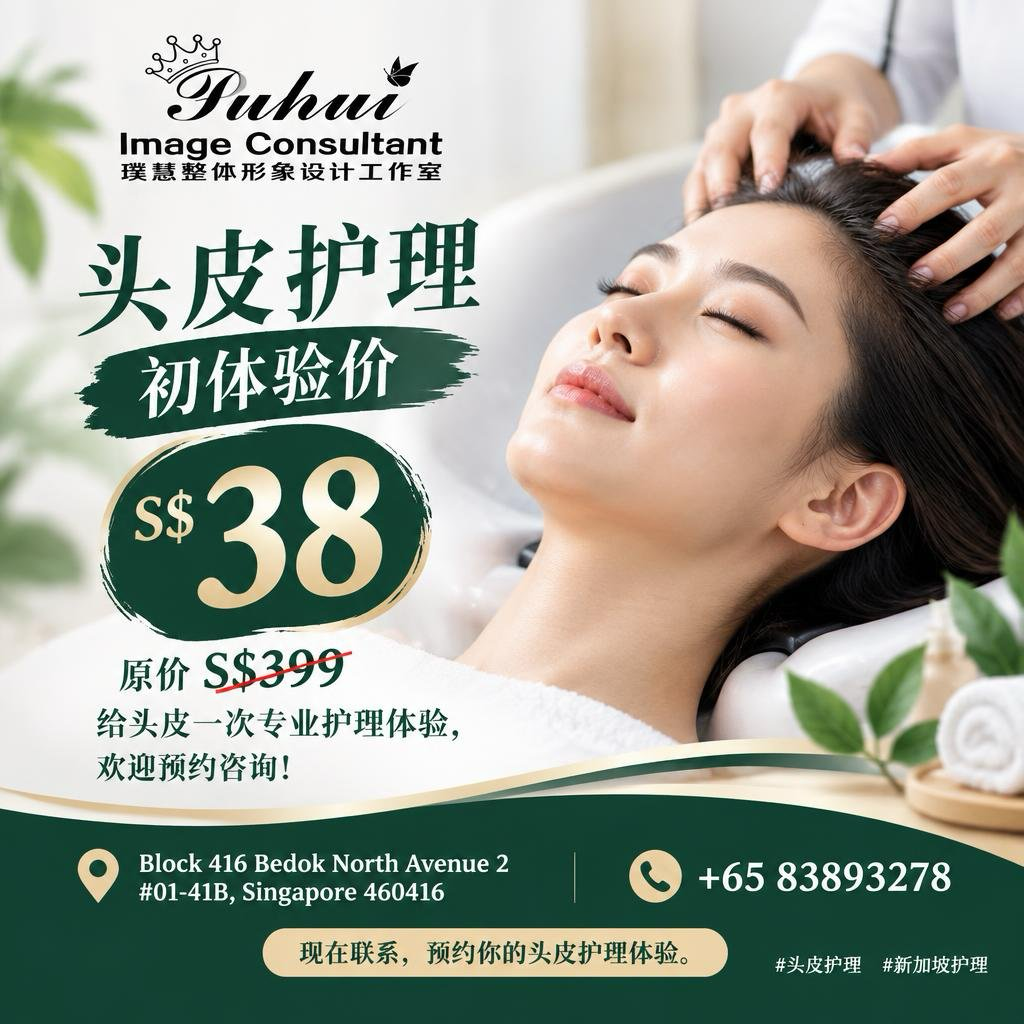 Puhui
Image Consultant
璞慧整体形象设计工作室
头皮护理
初体验价
S$38
原价 S$399
给头皮一次专业护理体验，
欢迎预约咨询！
Block 416 Bedok North Avenue 2
#01-41B, Singapore 460416
+65 83893278
现在联系，预约你的头皮护理体验。
#头皮护理 #新加坡护理